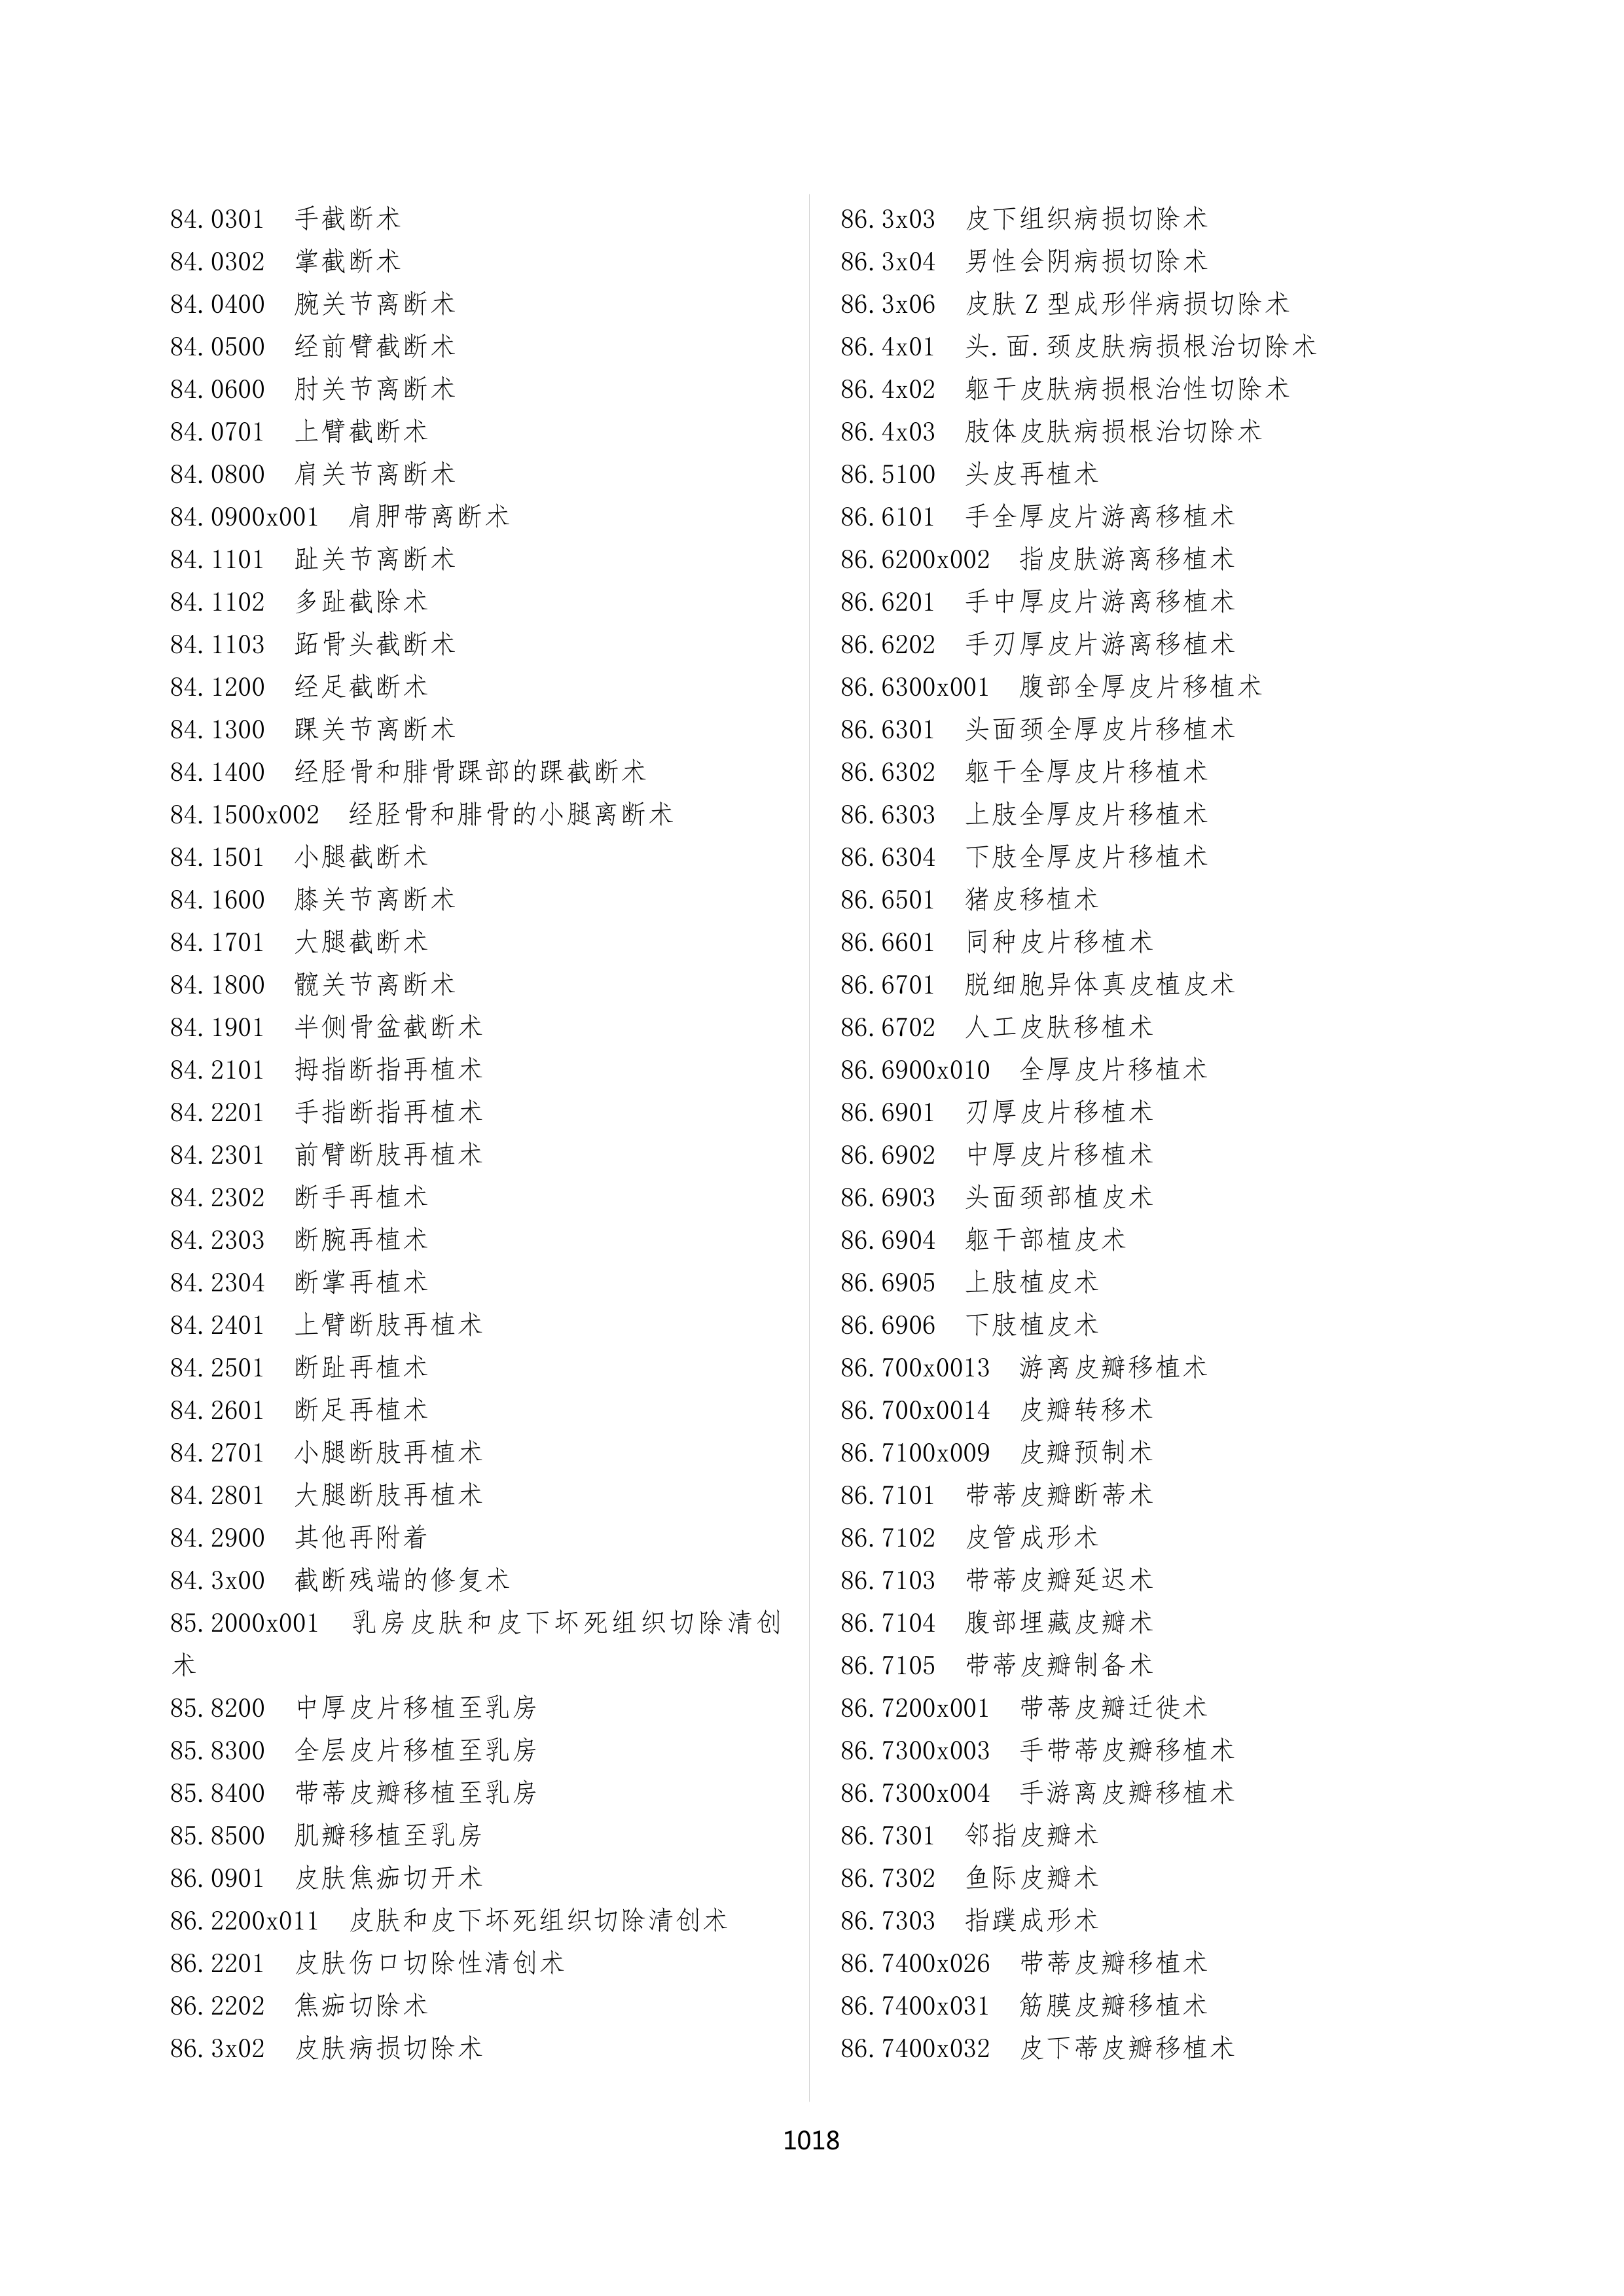 84.0301 手截断术
84.0302 掌截断术
84.0400 腕关节离断术
84.0500 经前臂截断术
84.0600 肘关节离断术
84.0701 上臂截断术
84.0800 肩关节离断术
84.0900x001 肩胛带离断术
84.1101 趾关节离断术
84.1102 多趾截除术
84.1103 跖骨头截断术
84.1200 经足截断术
84.1300 踝关节离断术
84.1400 经胫骨和腓骨踝部的踝截断术
84.1500x002 经胫骨和腓骨的小腿离断术
84.1501 小腿截断术
84.1600 膝关节离断术
84.1701 大腿截断术
84.1800 髋关节离断术
84.1901 半侧骨盆截断术
84.2101 拇指断指再植术
84.2201 手指断指再植术
84.2301 前臂断肢再植术
84.2302 断手再植术
84.2303 断腕再植术
84.2304 断掌再植术
84.2401 上臂断肢再植术
84.2501 断趾再植术
84.2601 断足再植术
84.2701 小腿断肢再植术
84.2801 大腿断肢再植术
84.2900 其他再附着
84.3x00 截断残端的修复术
85.2000x001 乳房皮肤和皮下坏死组织切除清创
术
85.8200 中厚皮片移植至乳房
85.8300 全层皮片移植至乳房
85.8400 带蒂皮瓣移植至乳房
85.8500 肌瓣移植至乳房
86.0901 皮肤焦痂切开术
86.2200x011 皮肤和皮下坏死组织切除清创术
86.2201 皮肤伤口切除性清创术
86.2202 焦痂切除术
86.3x02 皮肤病损切除术
86.3x03 皮下组织病损切除术
86.3x04 男性会阴病损切除术
86.3x06 皮肤 Z 型成形伴病损切除术
86.4x01 头.面.颈皮肤病损根治切除术
86.4x02 躯干皮肤病损根治性切除术
86.4x03 肢体皮肤病损根治切除术
86.5100 头皮再植术
86.6101 手全厚皮片游离移植术
86.6200x002 指皮肤游离移植术
86.6201 手中厚皮片游离移植术
86.6202 手刃厚皮片游离移植术
86.6300x001 腹部全厚皮片移植术
86.6301 头面颈全厚皮片移植术
86.6302 躯干全厚皮片移植术
86.6303 上肢全厚皮片移植术
86.6304 下肢全厚皮片移植术
86.6501 猪皮移植术
86.6601 同种皮片移植术
86.6701 脱细胞异体真皮植皮术
86.6702 人工皮肤移植术
86.6900x010 全厚皮片移植术
86.6901 刃厚皮片移植术
86.6902 中厚皮片移植术
86.6903 头面颈部植皮术
86.6904 躯干部植皮术
86.6905 上肢植皮术
86.6906 下肢植皮术
86.700x0013 游离皮瓣移植术
86.700x0014 皮瓣转移术
86.7100x009 皮瓣预制术
86.7101 带蒂皮瓣断蒂术
86.7102 皮管成形术
86.7103 带蒂皮瓣延迟术
86.7104 腹部埋藏皮瓣术
86.7105 带蒂皮瓣制备术
86.7200x001 带蒂皮瓣迁徙术
86.7300x003 手带蒂皮瓣移植术
86.7300x004 手游离皮瓣移植术
86.7301 邻指皮瓣术
86.7302 鱼际皮瓣术
86.7303 指蹼成形术
86.7400x026 带蒂皮瓣移植术
86.7400x031 筋膜皮瓣移植术
86.7400x032 皮下蒂皮瓣移植术
1018